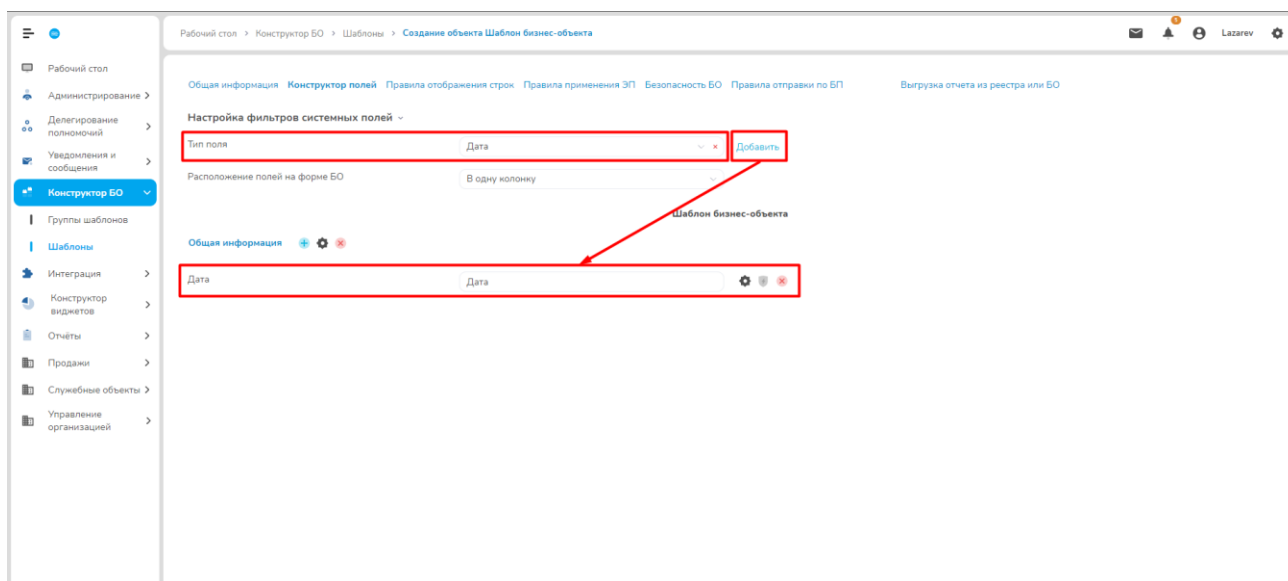 Рабочий стол > Конструктор БО > Шаблоны > Создание объекта Шаблон бизнес-объекта
1
Lazarev
Рабочий стол
Администрирование
Делегирование
полномочий
Уведомления и
сообщения
Конструктор БО
Группы шаблонов
Шаблоны
Интеграция
Конструктор
виджетов
Отчёты
Продажи
Служебные объекты
Управление
организацией
Общая информация Конструктор полей Правила отображения строк Правила применения ЭП Безопасность БО Правила отправки по БП Выгрузка отчета из реестра или БО
Настройка фильтров системных полей
Тип поля Дата Добавить
Расположение полей на форме БО В одну колонку
Шаблон бизнес-объекта
Общая информация
Дата Дата